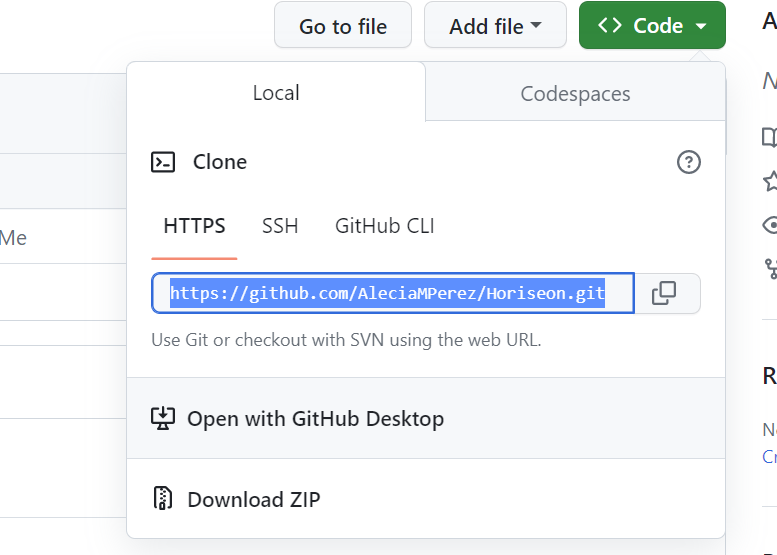 Go to file
Add file
Code
Local
Codespaces
Clone
HTTPS SSH GitHub CLI
Me
https://github.com/AleciaMPerez/Horiseon.git
Use Git or checkout with SVN using the web URL.
Open with GitHub Desktop
Download ZIP